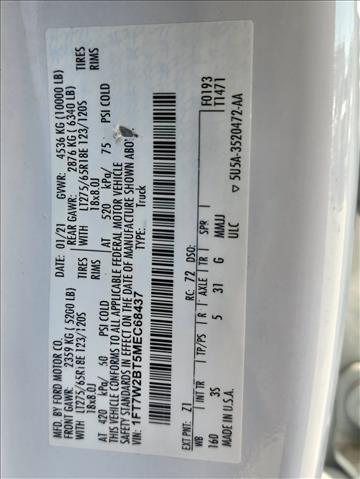 MFD. BY FORD MOTOR CO.
DATE: 01/21 GVWR: 4536 KG (10000 LB)
FRONT GAWR: 2359 KG (5200 LB) REAR GAWR: 2876 KG (6340 LB)
WITH LT275/65R18E 123/120S TIRES WITH LT275/65R18E 123/120S TIRES
18x8.0J RIMS 18x8.0J RIMS
AT 420 kPa/ 50 PSI COLD AT 520 kPa/ 75 PSI COLD
THIS VEHICLE CONFORMS TO ALL APPLICABLE FEDERAL MOTOR VEHICLE
SAFETY STANDARDS IN EFFECT ON THE DATE OF MANUFACTURE SHOWN ABOV
VIN: 1FT7W2BT5MEC68437 TYPE: Truck
F0193
T1471
EXT PNT: Z1 RC: 72 DSO:
WB INT TR TP/PS R AXLE TR SPR
160 35 5 31 G MMJJ
MADE IN U.S.A. ULC
▽ 5U5A-3520472-AA